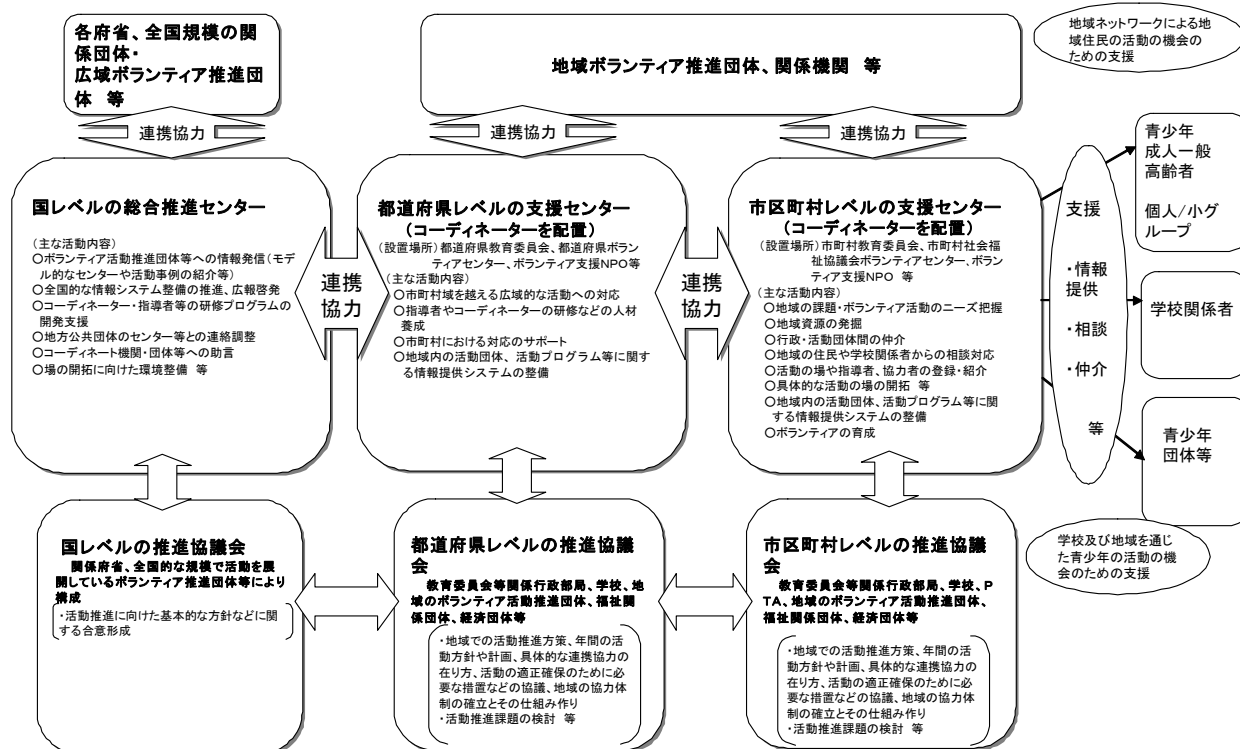 各府省、全国規模の関
係団体・
広域ボランティア推進団
体　等
地域ボランティア推進団体、関係機関　等
地域ネットワークによる地
域住民の活動の機会の
ための支援
連携協力
連携協力
連携協力
国レベルの総合推進センター
（主な活動内容）
○ボランティア活動推進団体等への情報発信（モデ
ル的なセンターや活動事例の紹介等）
○全国的な情報システム整備の推進、広報啓発
○コーディネーター・指導者等の研修プログラムの
開発支援
○地方公共団体のセンター等との連絡調整
○コーディネート機関・団体等への助言
○場の開拓に向けた環境整備　等
連携
協力
都道府県レベルの支援センター
（コーディネーターを配置）
（設置場所）都道府県教育委員会、都道府県ボラン
ティアセンター、ボランティア支援NPO等
（主な活動内容）
○市町村域を越える広域的な活動への対応
○指導者やコーディネーターの研修などの人材
養成
○市町村における対応のサポート
○地域内の活動団体、活動プログラム等に関す
る情報提供システムの整備
連携
協力
市区町村レベルの支援センター
（コーディネーターを配置）
（設置場所）市町村教育委員会、市町村社会福
祉協議会ボランティアセンター、ボラン
ティア支援NPO　等
（主な活動内容）
○地域の課題・ボランティア活動のニーズ把握
○地域資源の発掘
○行政・活動団体間の仲介
○地域の住民や学校関係者からの相談対応
○活動の場や指導者、協力者の登録・紹介
○具体的な活動の場の開拓　等
○地域内の活動団体、活動プログラム等に関
する情報提供システムの整備
○ボランティアの育成
支援
・情報
提供
・相談
・仲介
等
青少年
成人一般
高齢者
個人/小グ
ループ
学校関係者
青少年
団体等
学校及び地域を通じ
た青少年の活動の機
会のための支援
国レベルの推進協議会
関係府省、全国的な規模で活動を展
開しているボランティア推進団体等により
構成
・活動推進に向けた基本的な方針などに関
する合意形成
都道府県レベルの推進協議
会
教育委員会等関係行政部局、学校、地
域のボランティア活動推進団体、福祉関
係団体、経済団体等
・地域での活動推進方策、年間の活
動方針や計画、具体的な連携協力の
在り方、活動の適正確保のために必
要な措置などの協議、地域の協力体
制の確立とその仕組み作り
・活動推進課題の検討　等
市区町村レベルの推進協議
会
教育委員会等関係行政部局、学校、Ｐ
ＴＡ、地域のボランティア活動推進団体、
福祉関係団体、経済団体等
・地域での活動推進方策、年間の活
動方針や計画、具体的な連携協力の
在り方、活動の適正確保のために必
要な措置などの協議、地域の協力体
制の確立とその仕組み作り
・活動推進課題の検討　等